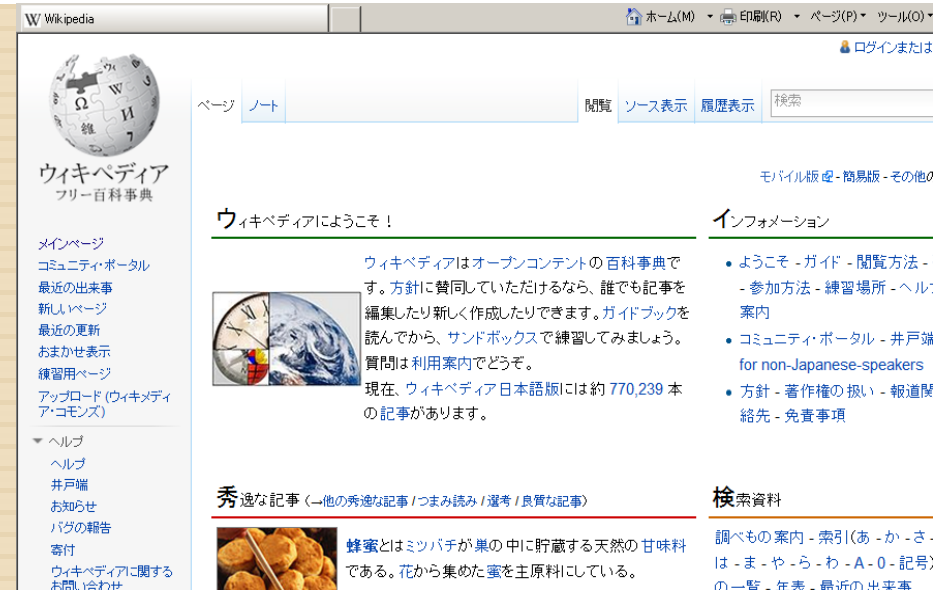 Wikipedia
ホーム(M) 印刷(R) ページ(P) ツール(O)
ログインまたは
ページ ノート 閲覧 ソース表示 履歴表示 検索
ウィキペディア
フリー百科事典
モバイル版 - 簡易版 - その他の
メインページ
コミュニティ・ポータル
最近の出来事
新しいページ
最近の更新
おまかせ表示
練習用ページ
アップロード (ウィキメディ
ア・コモンズ)
ヘルプ
ヘルプ
井戸端
お知らせ
バグの報告
寄付
ウィキペディアに関する
お問い合わせ
ウィキペディアにようこそ！
ウィキペディアはオープンコンテントの百科事典で
す。方針に賛同していただけるなら、誰でも記事を
編集したり新しく作成したりできます。ガイドブックを
読んでから、サンドボックスで練習してみましょう。
質問は利用案内でどうぞ。
現在、ウィキペディア日本語版には約 770,239 本
の記事があります。
インフォメーション
ようこそ - ガイド - 閲覧方法 -
- 参加方法 - 練習場所 - ヘルプ
案内
コミュニティ・ポータル - 井戸端
for non-Japanese-speakers
方針 - 著作権の扱い - 報道関
絡先 - 免責事項
秀逸な記事 (→他の秀逸な記事 / つまみ読み / 選考 / 良質な記事)
蜂蜜とはミツバチが巣の中に貯蔵する天然の甘味料
である。花から集めた蜜を主原料にしている。
検索資料
調べもの案内 - 索引(あ - か - さ -
は - ま - や - ら - わ - A - 0 - 記号)
の一覧 - 年表 - 最近の出来事